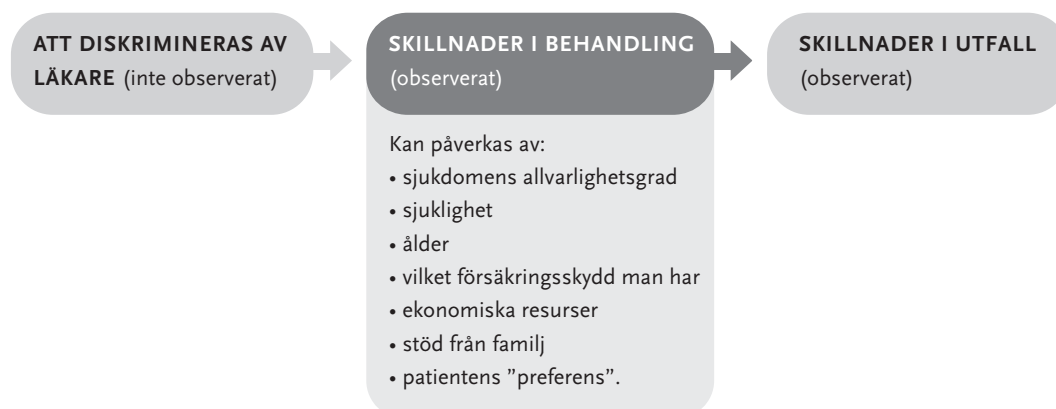 ATT DISKRIMINERAS AV
LÄKARE (inte observerat)
SKILLNADER I BEHANDLING
(observerat)
Kan påverkas av:
• sjukdomens allvarlighetsgrad
• sjuklighet
• ålder
• vilket försäkringsskydd man har
• ekonomiska resurser
• stöd från familj
• patientens ”preferens”.
SKILLNADER I UTFALL
(observerat)